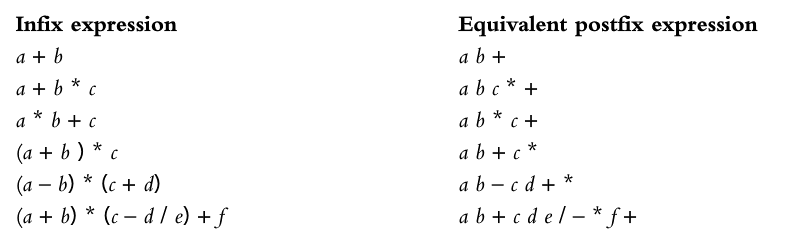 Infix expression Equivalent postfix expression
a + b a b +
a + b * c a b c * +
a * b + c a b * c +
(a + b ) * c a b + c *
(a − b) * (c + d) a b − c d + *
(a + b) * (c − d / e) + f a b + c d e / − * f +